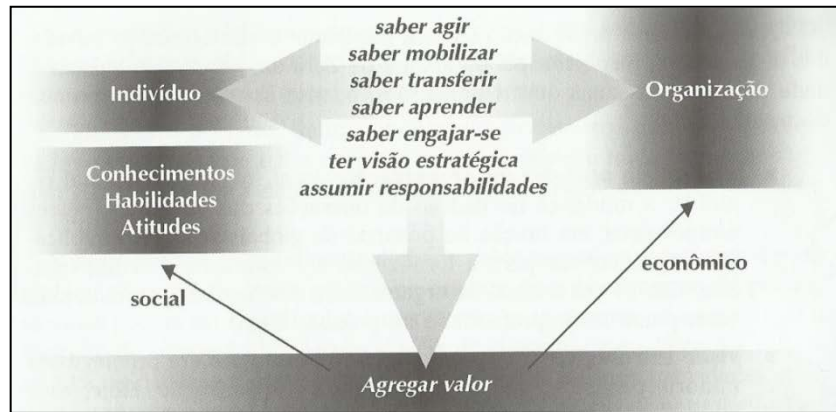 saber agir
saber mobilizar
saber transferir
saber aprender
saber engajar-se
ter visão estratégica
assumir responsabilidades
Indivíduo
Conhecimentos
Habilidades
Atitudes
Organização
social
econômico
Agregar valor